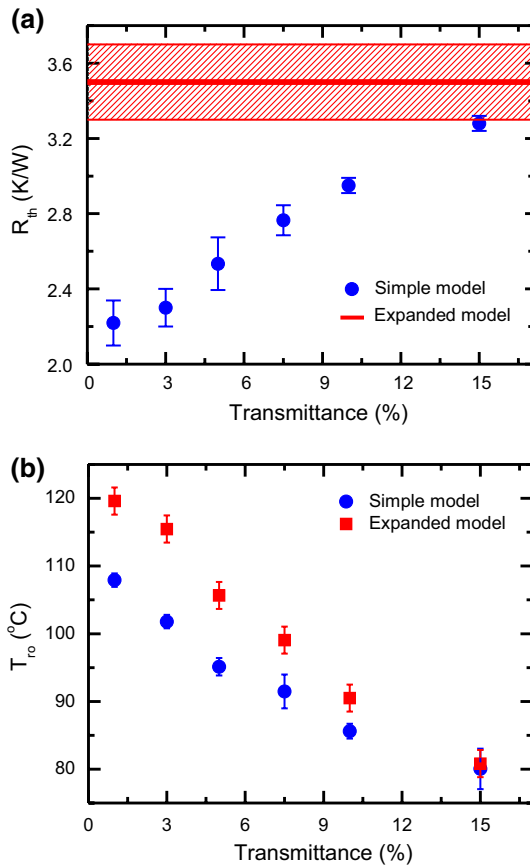 (a)
3.6
3.2
2.8
2.4
2.0
R_th (K/W)
Simple model
Expanded model
0 3 6 9 12 15
Transmittance (%)
(b)
120
110
100
90
80
T_ro (°C)
Simple model
Expanded model
0 3 6 9 12 15
Transmittance (%)